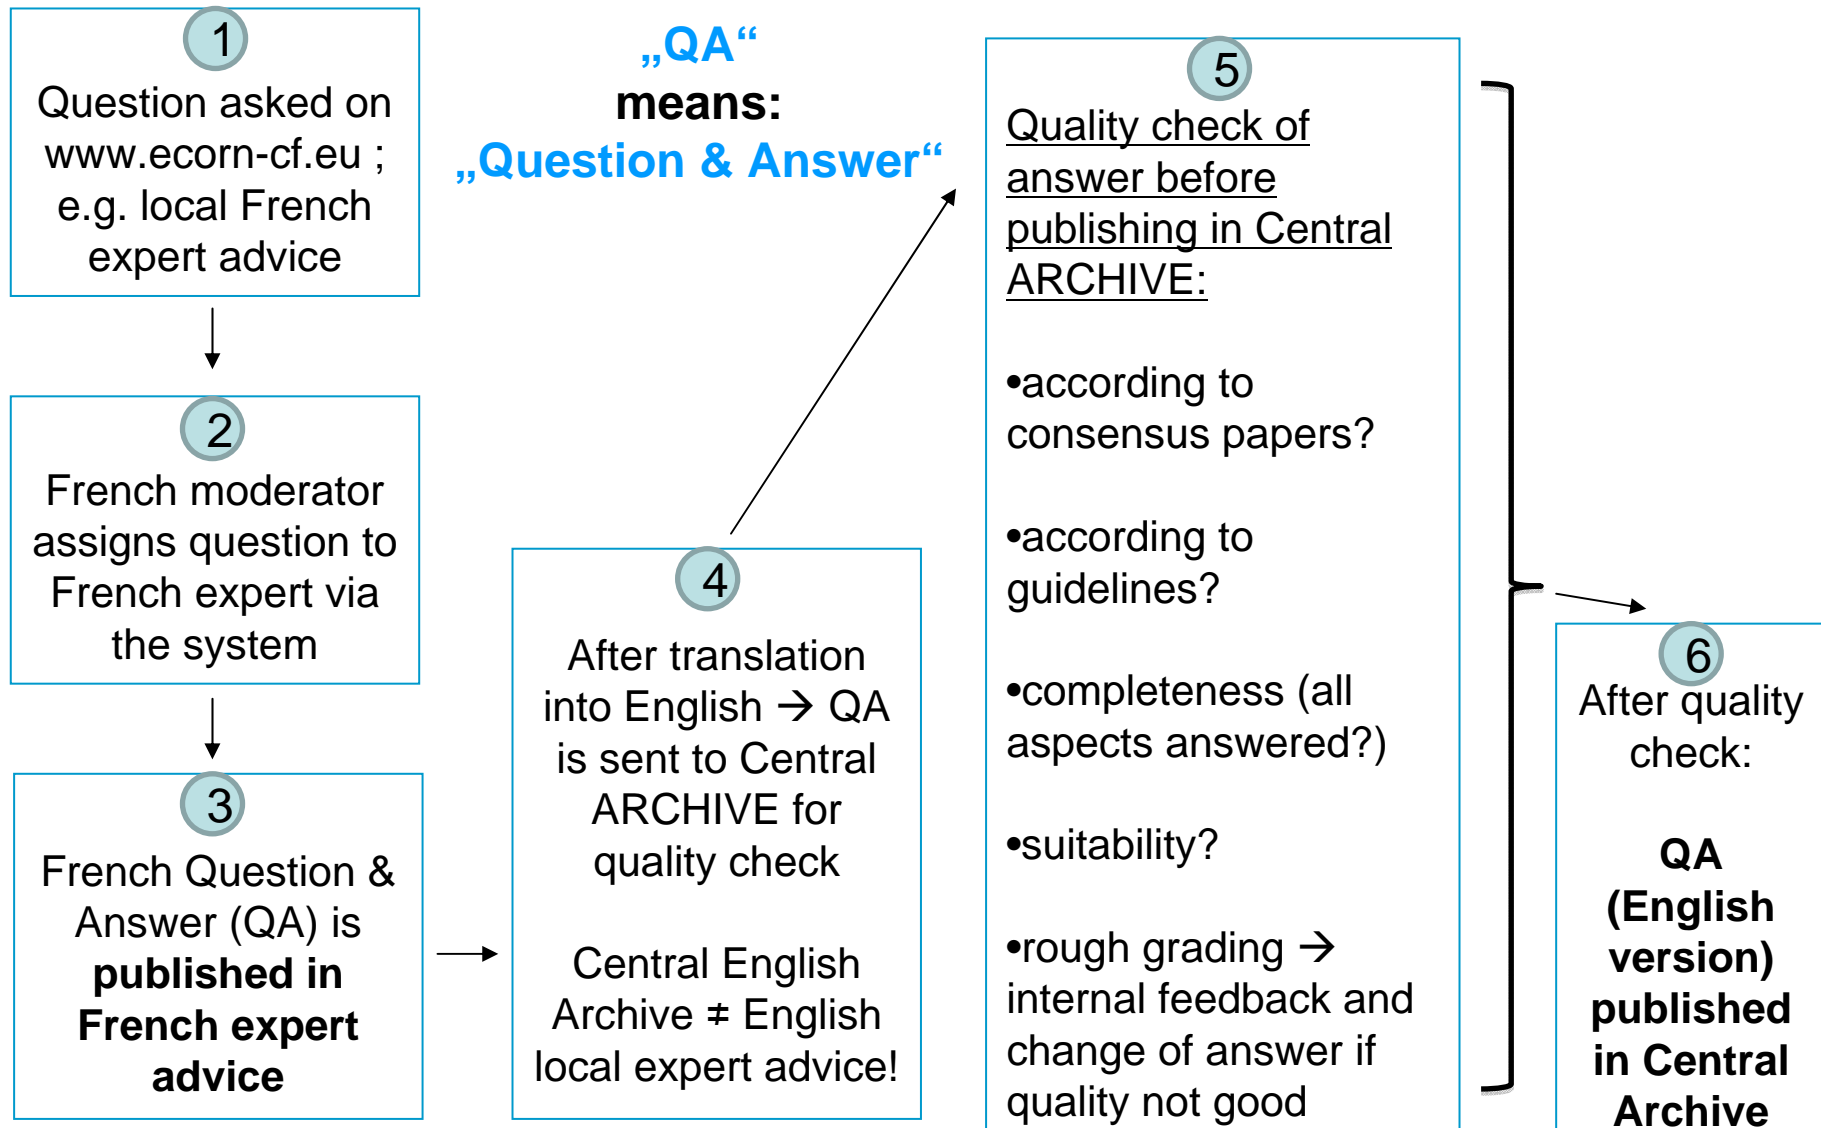 1
Question asked on
www.ecorn-cf.eu ;
e.g. local French
expert advice
2
French moderator
assigns question to
French expert via
the system
3
French Question &
Answer (QA) is
published in
French expert
advice
„QA“
means:
„Question & Answer“
4
After translation
into English → QA
is sent to Central
ARCHIVE for
quality check
Central English
Archive ≠ English
local expert advice!
5
Quality check of
answer before
publishing in Central
ARCHIVE:
•according to
consensus papers?
•according to
guidelines?
•completeness (all
aspects answered?)
•suitability?
•rough grading →
internal feedback and
change of answer if
quality not good
6
After quality
check:
QA
(English
version)
published
in Central
Archive